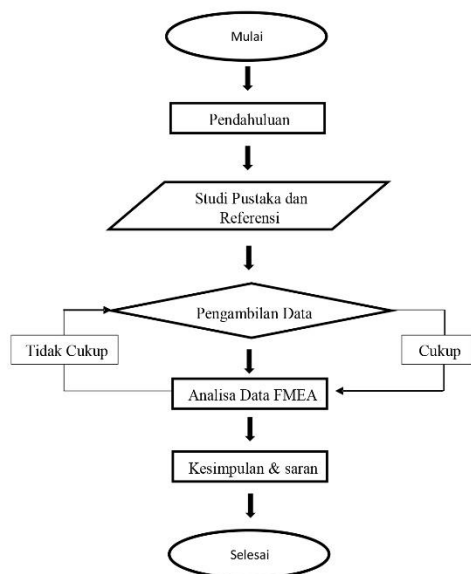 Mulai
Pendahuluan
Studi Pustaka dan
Referensi
Pengambilan Data
Tidak Cukup
Cukup
Analisa Data FMEA
Kesimpulan & saran
Selesai